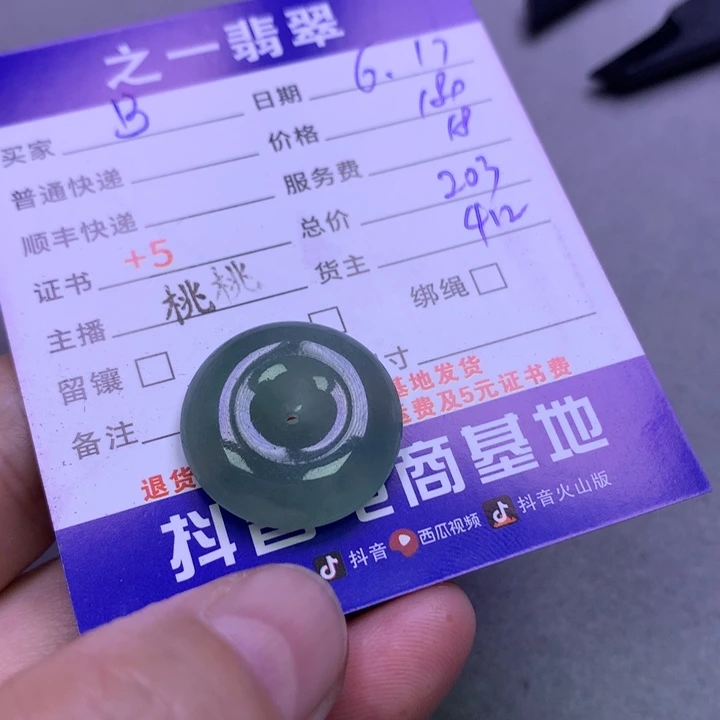 之一翡翠
买家 B 日期 6.17
普通快递 价格 180
顺丰快递 服务费 18
证书 +5 总价 203
主播 桃桃 货主 412
留镶 绑绳
备注 寸
基地发货
退货 费及5元证书费
抖音电商基地
抖音 西瓜视频 抖音火山版